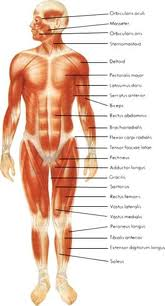 Orbicularis oculi
Masseter
Orbicularis oris
Sternomastoid
Deltoid
Pectoralis major
Latissimus dorsi
Serratus anterior
Biceps
Rectus abdominis
Brachioradialis
Flexor carpi radialis
Tensor fasciae latae
Pectineus
Adductor longus
Gracilis
Sartorius
Rectus femoris
Vastus lateralis
Vastus medialis
Peroneus longus
Tibialis anterior
Extensor digitorum longus
Soleus